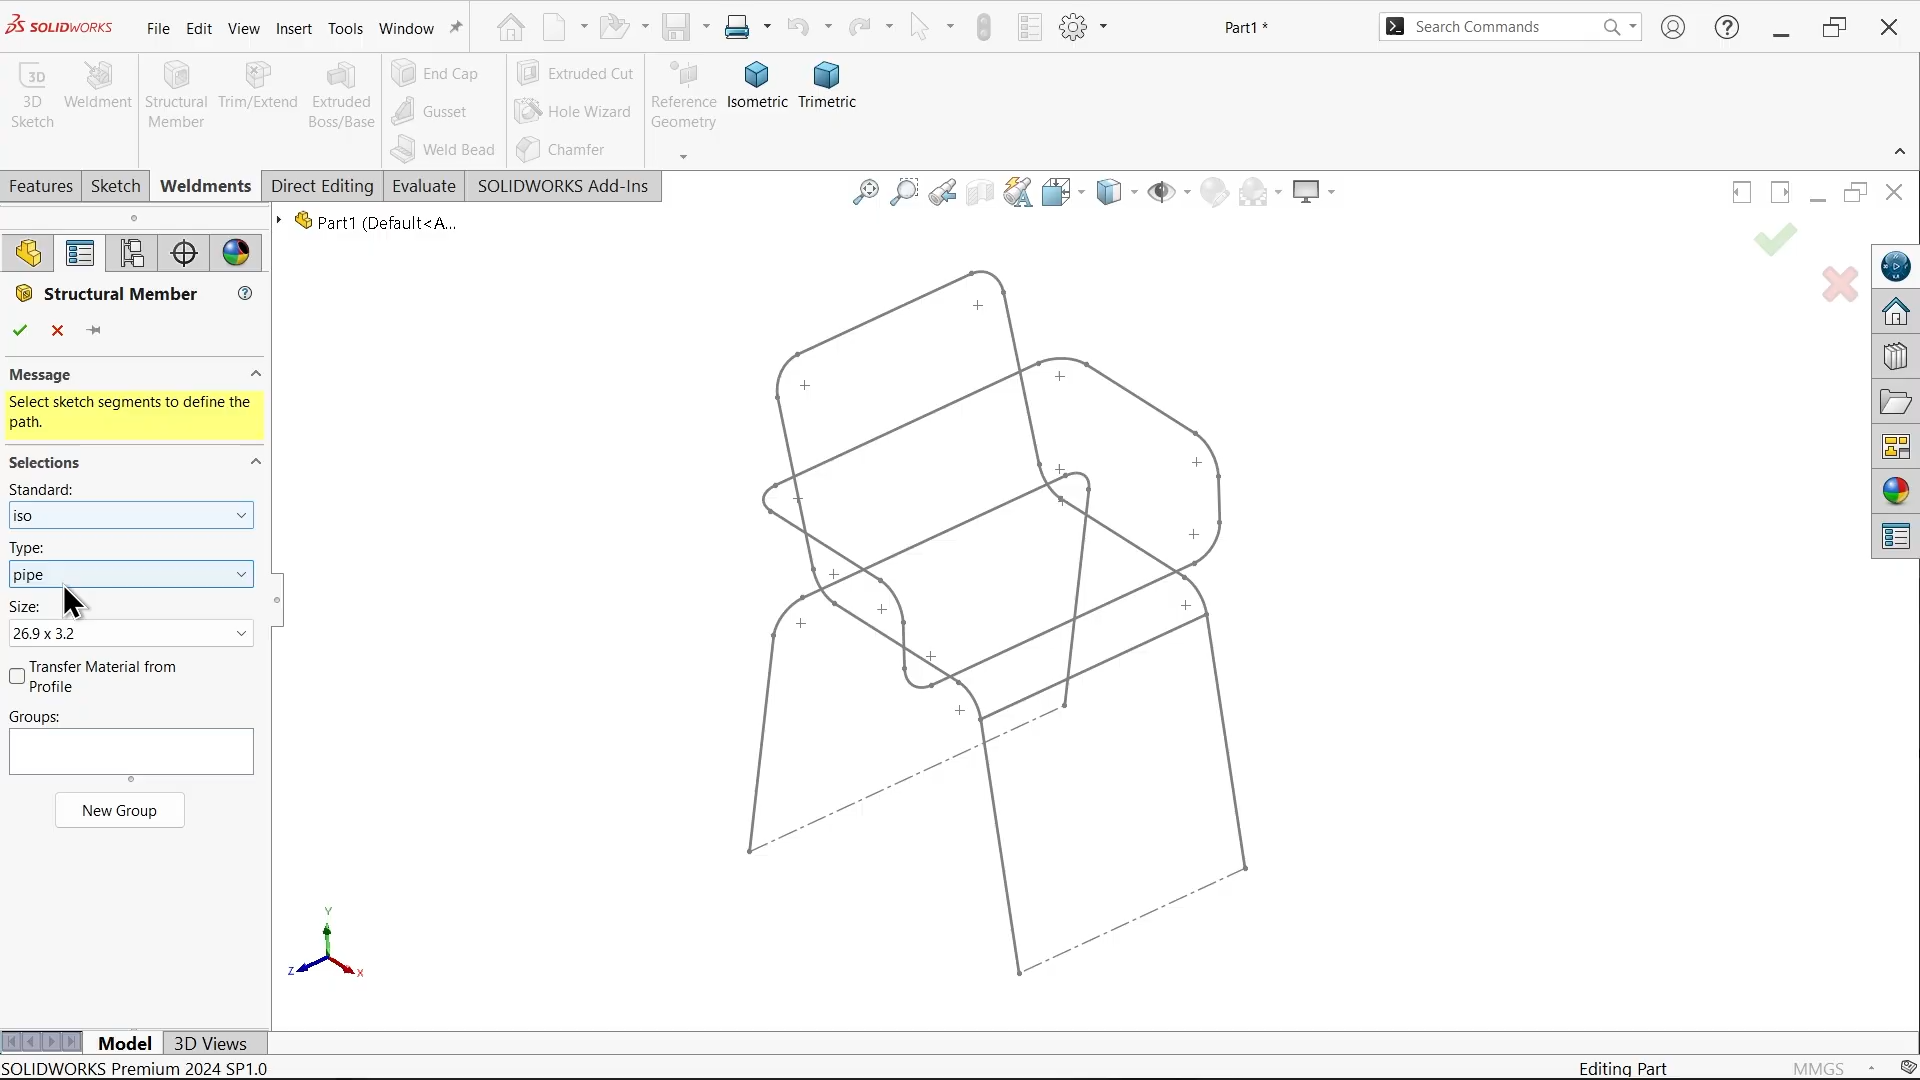 SOLIDWORKS File Edit View Insert Tools Window Part1 * Search Commands
3D Sketch
Weldment
Structural Member
Trim/Extend
Extruded Boss/Base
End Cap
Gusset
Weld Bead
Extruded Cut
Hole Wizard
Chamfer
Reference Geometry
Isometric
Trimetric
Features Sketch Weldments Direct Editing Evaluate SOLIDWORKS Add-Ins
Part1 (Default<A...
Structural Member
Message
Select sketch segments to define the
path.
Selections
Standard:
iso
Type:
pipe
Size:
26.9 x 3.2
Transfer Material from
Profile
Groups:
New Group
Y
Z
X
Model 3D Views
SOLIDWORKS Premium 2024 SP1.0 Editing Part MMGS